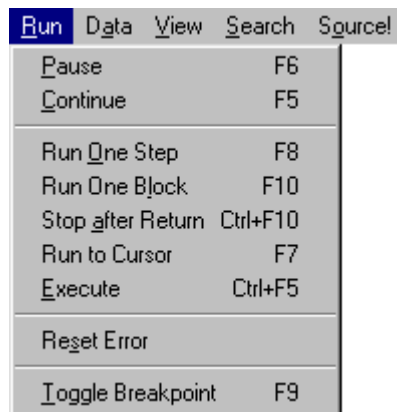 Run Data View Search Source!
Pause F6
Continue F5
Run One Step F8
Run One Block F10
Stop after Return Ctrl+F10
Run to Cursor F7
Execute Ctrl+F5
Reset Error
Toggle Breakpoint F9